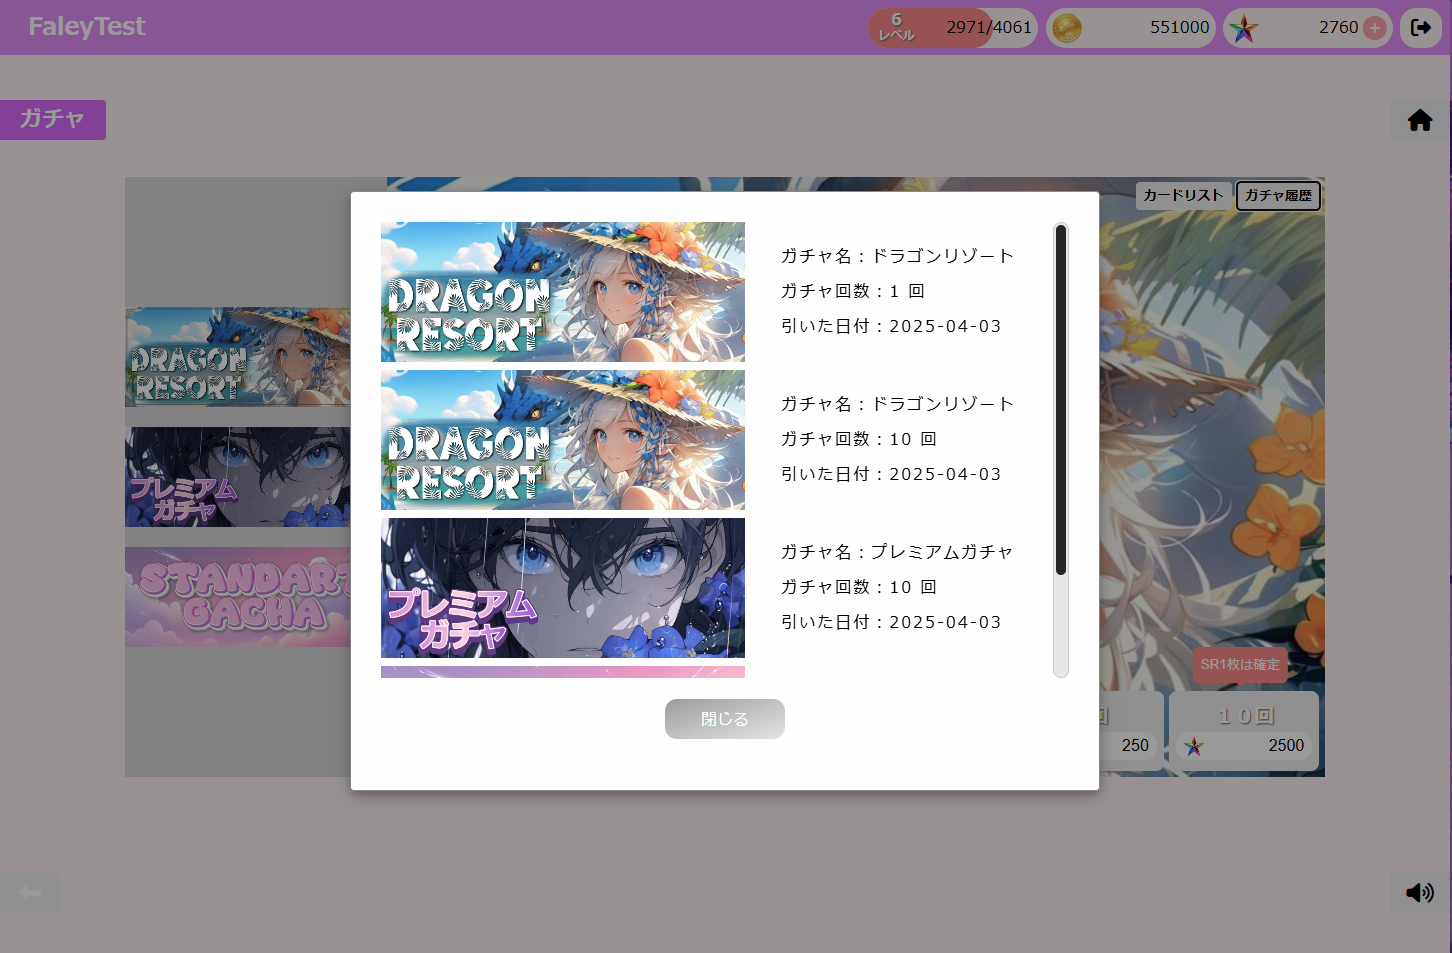 FaleyTest
6
レベル
2971/4061
551000
2760
ガチャ
カードリスト
ガチャ履歴
DRAGON
RESORT
プレミアム
ガチャ
STANDART
GACHA
DRAGON
RESORT
ガチャ名：ドラゴンリゾート
ガチャ回数：1 回
引いた日付：2025-04-03
DRAGON
RESORT
ガチャ名：ドラゴンリゾート
ガチャ回数：10 回
引いた日付：2025-04-03
プレミアム
ガチャ
ガチャ名：プレミアムガチャ
ガチャ回数：10 回
引いた日付：2025-04-03
閉じる
SR1枚は確定
回
250
１０回
2500